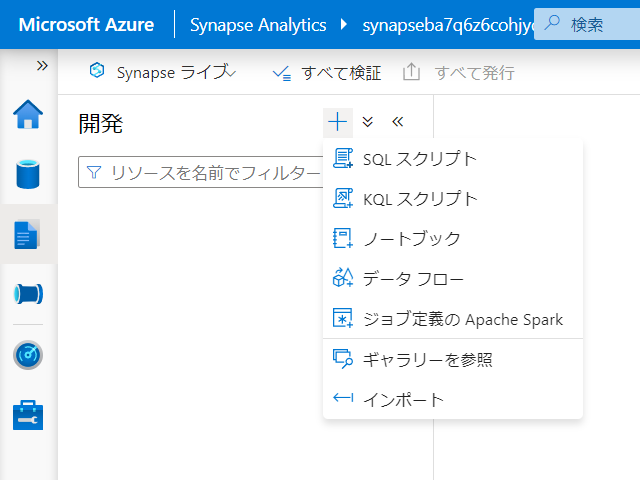 Microsoft Azure
Synapse Analytics
synapseba7q6z6cohjyo
検索
Synapse ライブ
すべて検証
すべて発行
開発
リソースを名前でフィルター
SQL スクリプト
KQL スクリプト
ノートブック
データ フロー
ジョブ定義の Apache Spark
ギャラリーを参照
インポート